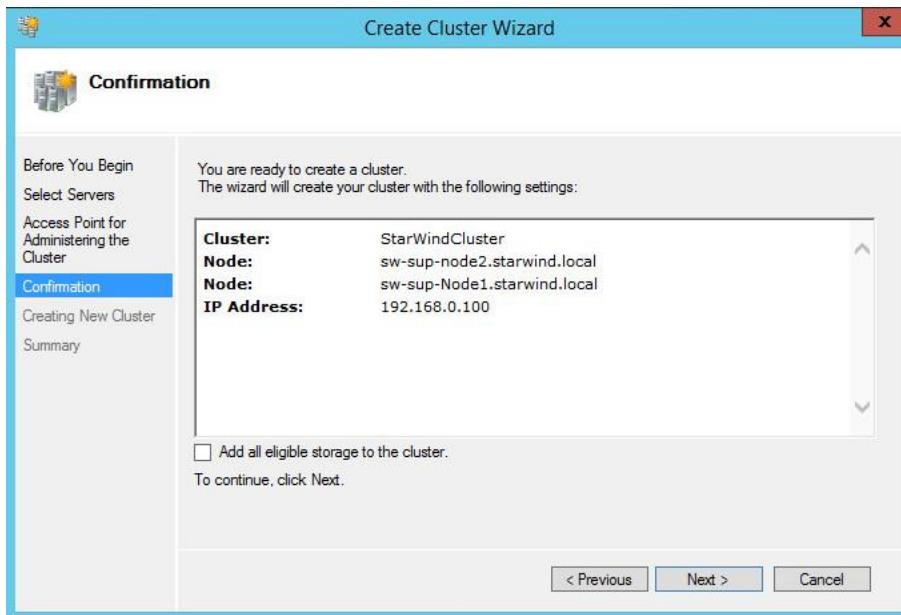 Create Cluster Wizard
x
Confirmation
Before You Begin
Select Servers
Access Point for
Administering the
Cluster
Confirmation
Creating New Cluster
Summary
You are ready to create a cluster.
The wizard will create your cluster with the following settings:
Cluster: StarWindCluster
Node: sw-sup-node2.starwind.local
Node: sw-sup-Node1.starwind.local
IP Address: 192.168.0.100
Add all eligible storage to the cluster.
To continue, click Next.
< Previous Next > Cancel